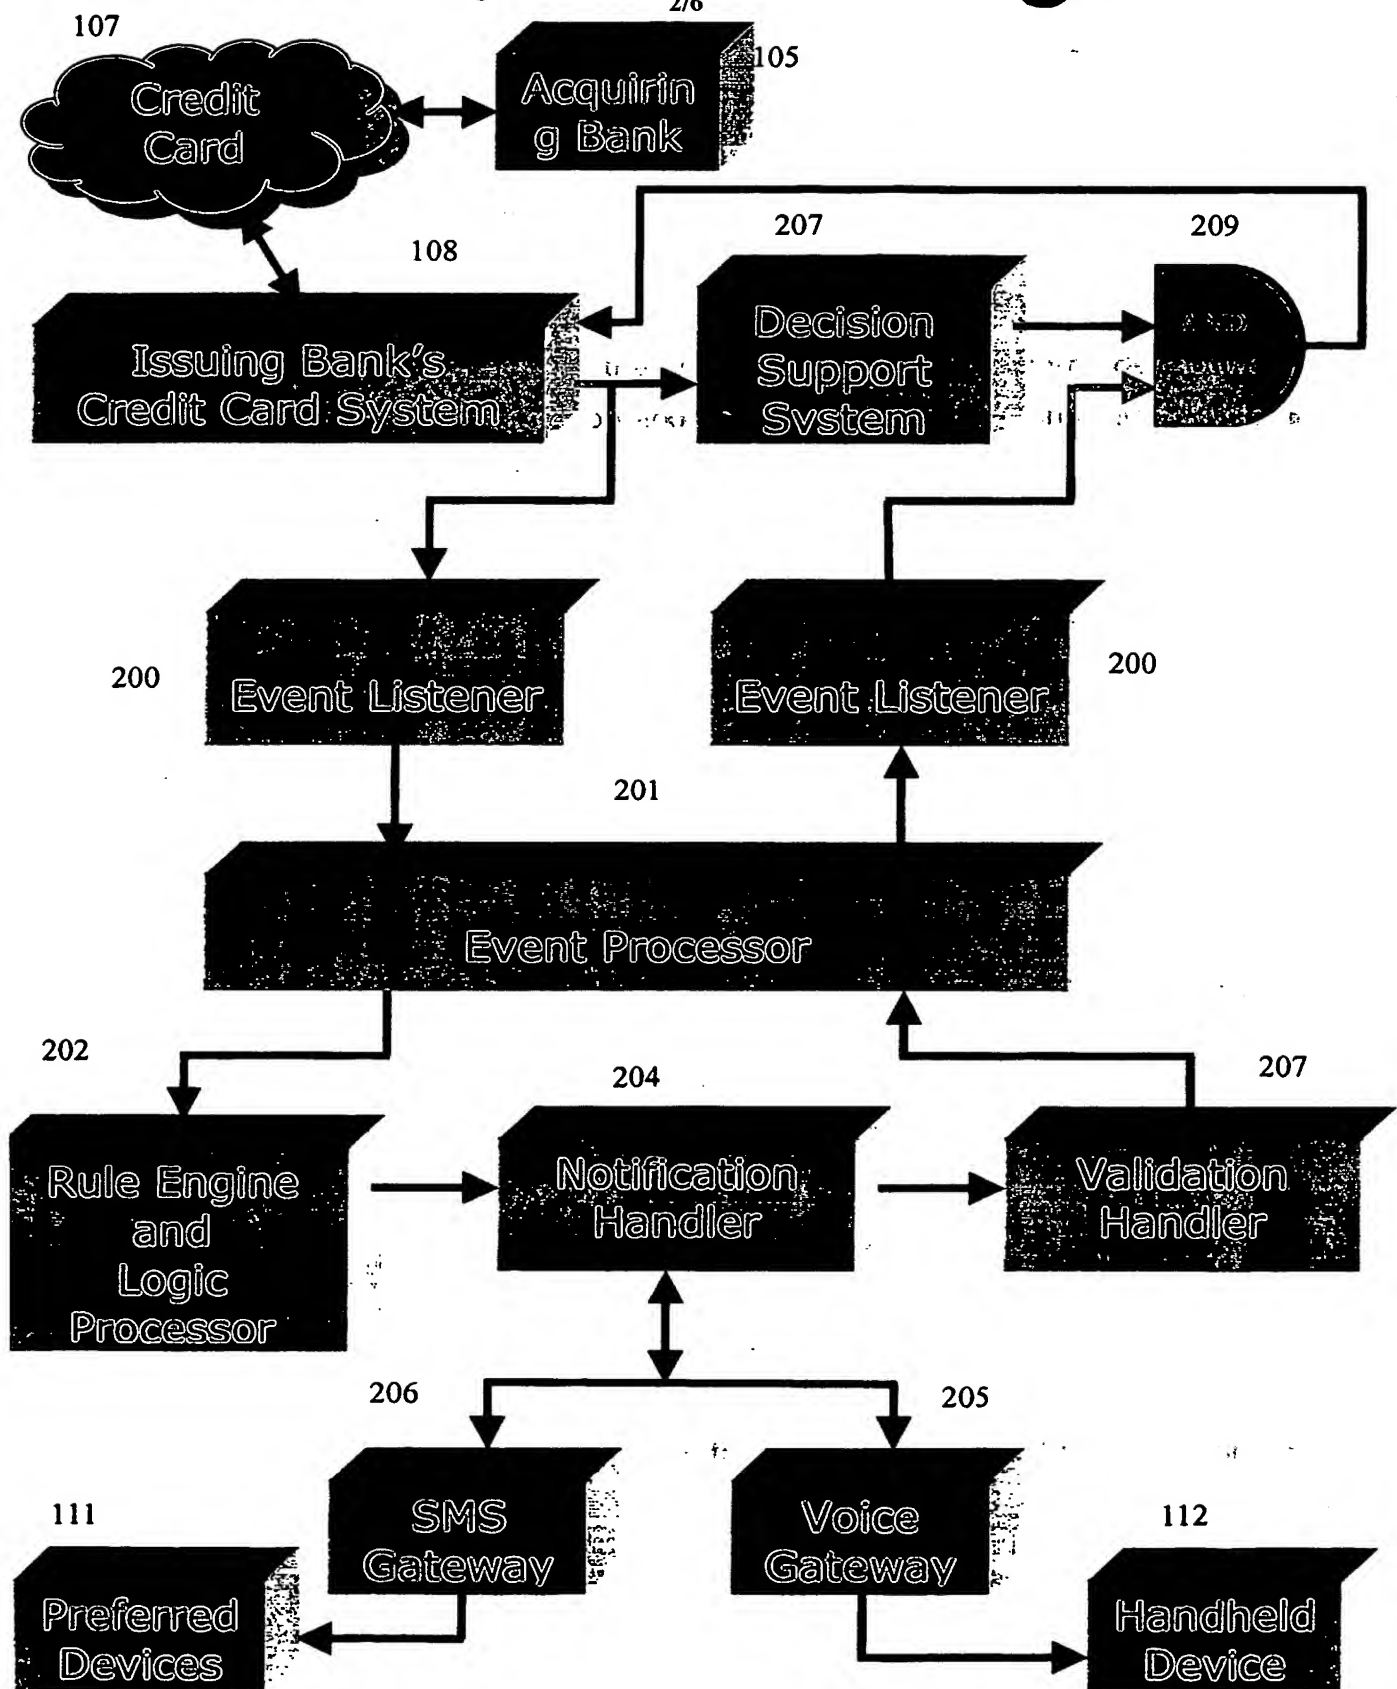 2/6
107
105
Credit
Card
Acquirin
g Bank
207
209
108
Decision
Support
System
AND
Issuing Bank's
Credit Card System
200
Event Listener
Event Listener
200
201
Event Processor
202
204
207
Rule Engine
and
Logic
Processor
Notification
Handler
Validation
Handler
206
205
111
SMS
Gateway
Voice
Gateway
112
Preferred
Devices
Handheld
Device